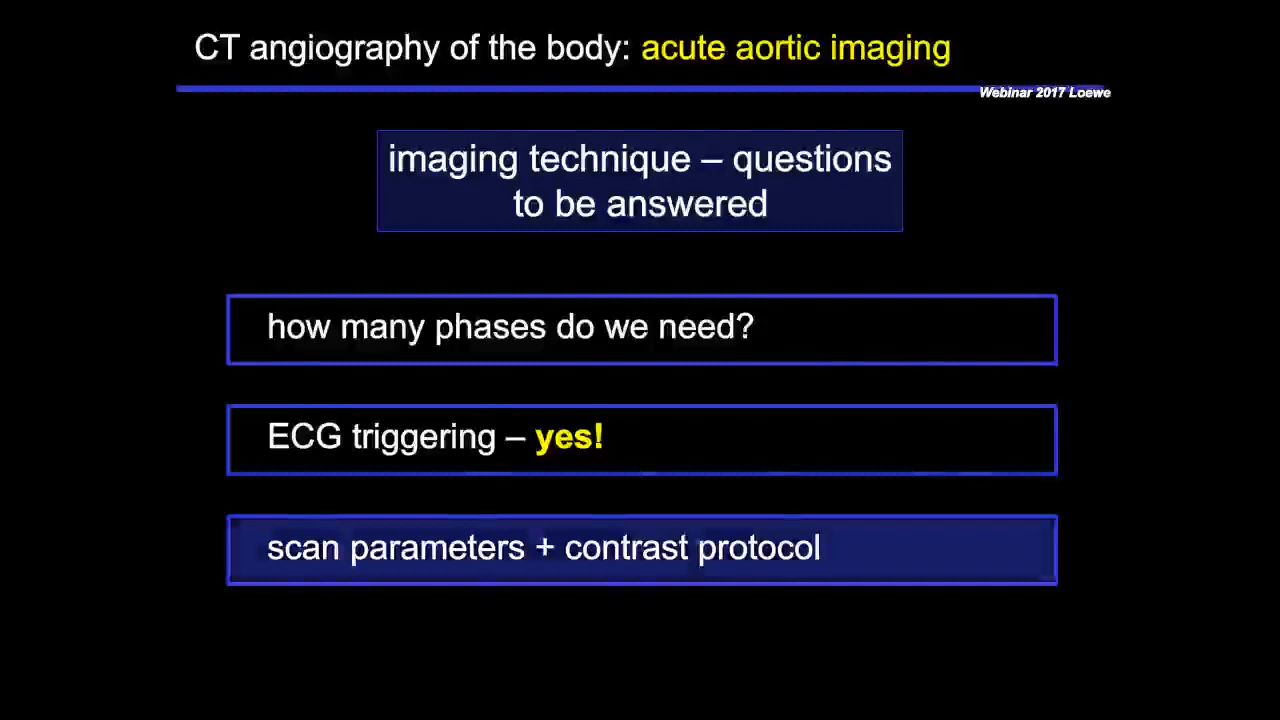 CT angiography of the body: acute aortic imaging
Webinar 2017 Loewe
imaging technique – questions
to be answered
how many phases do we need?
ECG triggering – yes!
scan parameters + contrast protocol